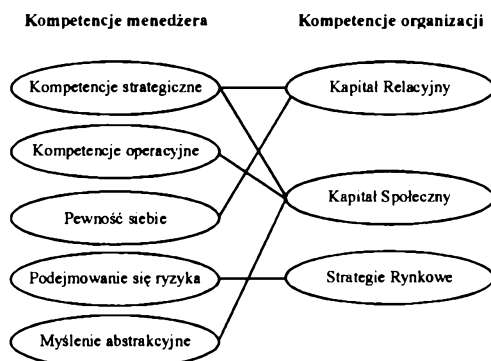 Kompetencje menedżera
Kompetencje organizacji
Kompetencje strategiczne
Kapitał Relacyjny
Kompetencje operacyjne
Kapitał Społeczny
Pewność siebie
Podejmowanie się ryzyka
Strategie Rynkowe
Myślenie abstrakcyjne